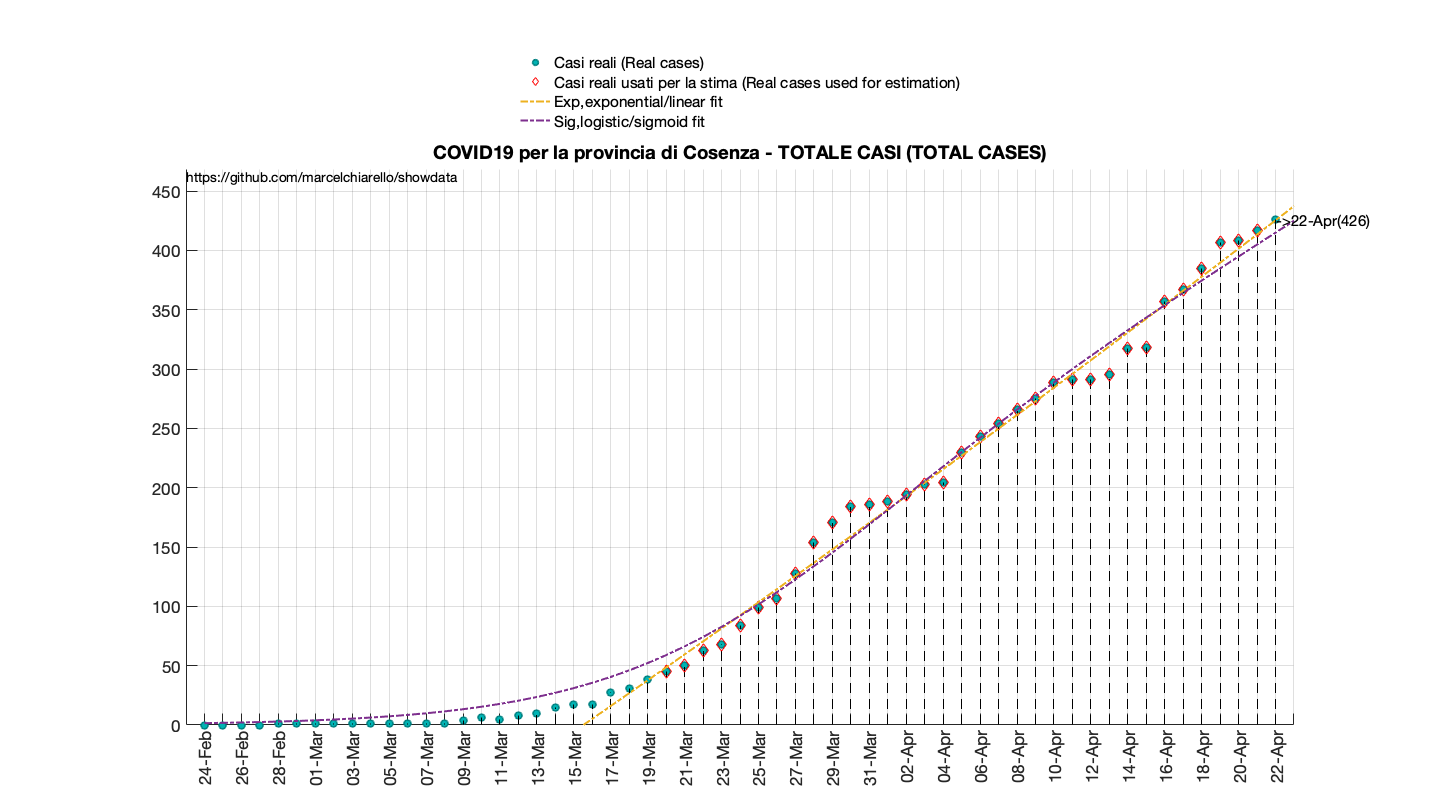 Casi reali (Real cases)
Casi reali usati per la stima (Real cases used for estimation)
Exp,exponential/linear fit
Sig,logistic/sigmoid fit
COVID19 per la provincia di Cosenza - TOTALE CASI (TOTAL CASES)
https://github.com/marcelchiarello/showdata
450
400
350
300
250
200
150
100
50
0
->22-Apr(426)
24-Feb
26-Feb
28-Feb
01-Mar
03-Mar
05-Mar
07-Mar
09-Mar
11-Mar
13-Mar
15-Mar
17-Mar
19-Mar
21-Mar
23-Mar
25-Mar
27-Mar
29-Mar
31-Mar
02-Apr
04-Apr
06-Apr
08-Apr
10-Apr
12-Apr
14-Apr
16-Apr
18-Apr
20-Apr
22-Apr